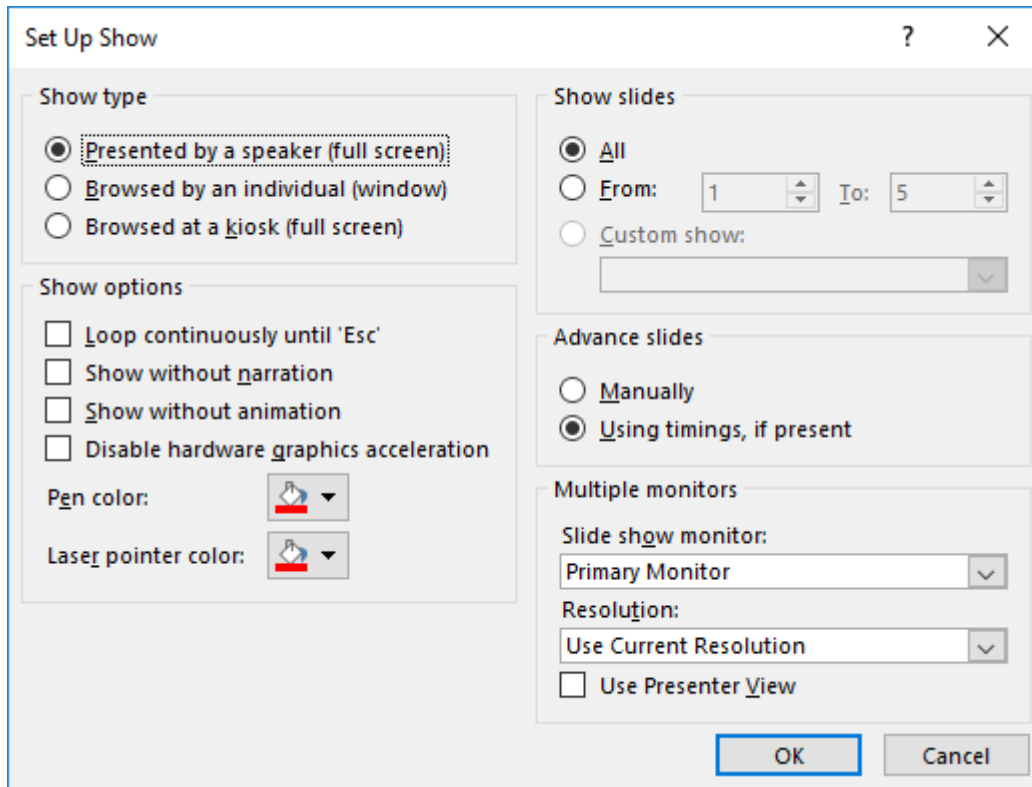 Set Up Show ?
Show type
Presented by a speaker (full screen)
Browsed by an individual (window)
Browsed at a kiosk (full screen)
Show options
Loop continuously until 'Esc'
Show without narration
Show without animation
Disable hardware graphics acceleration
Pen color:
Laser pointer color:
Show slides
All
From: 1 To: 5
Custom show:
Advance slides
Manually
Using timings, if present
Multiple monitors
Slide show monitor:
Primary Monitor
Resolution:
Use Current Resolution
Use Presenter View
OK Cancel